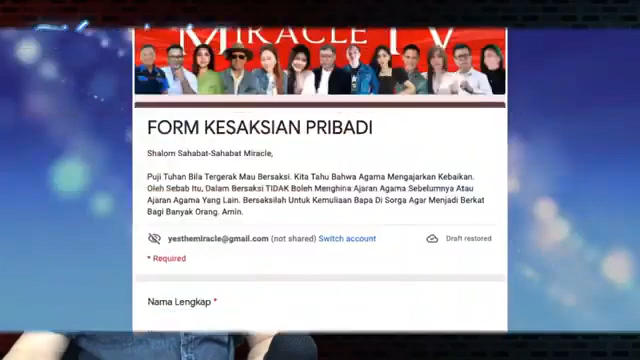 MIRACLE TV
FORM KESAKSIAN PRIBADI
Shalom Sahabat-Sahabat Miracle,
Puji Tuhan Bila Tergerak Mau Bersaksi. Kita Tahu Bahwa Agama Mengajarkan Kebaikan.
Oleh Sebab Itu, Dalam Bersaksi TIDAK Boleh Menghina Ajaran Agama Sebelumnya Atau
Ajaran Agama Yang Lain. Bersaksilah Untuk Kemuliaan Bapa Di Sorga Agar Menjadi Berkat
Bagi Banyak Orang. Amin.
yesthemiracle@gmail.com (not shared) Switch account
Draft restored
* Required
Nama Lengkap *